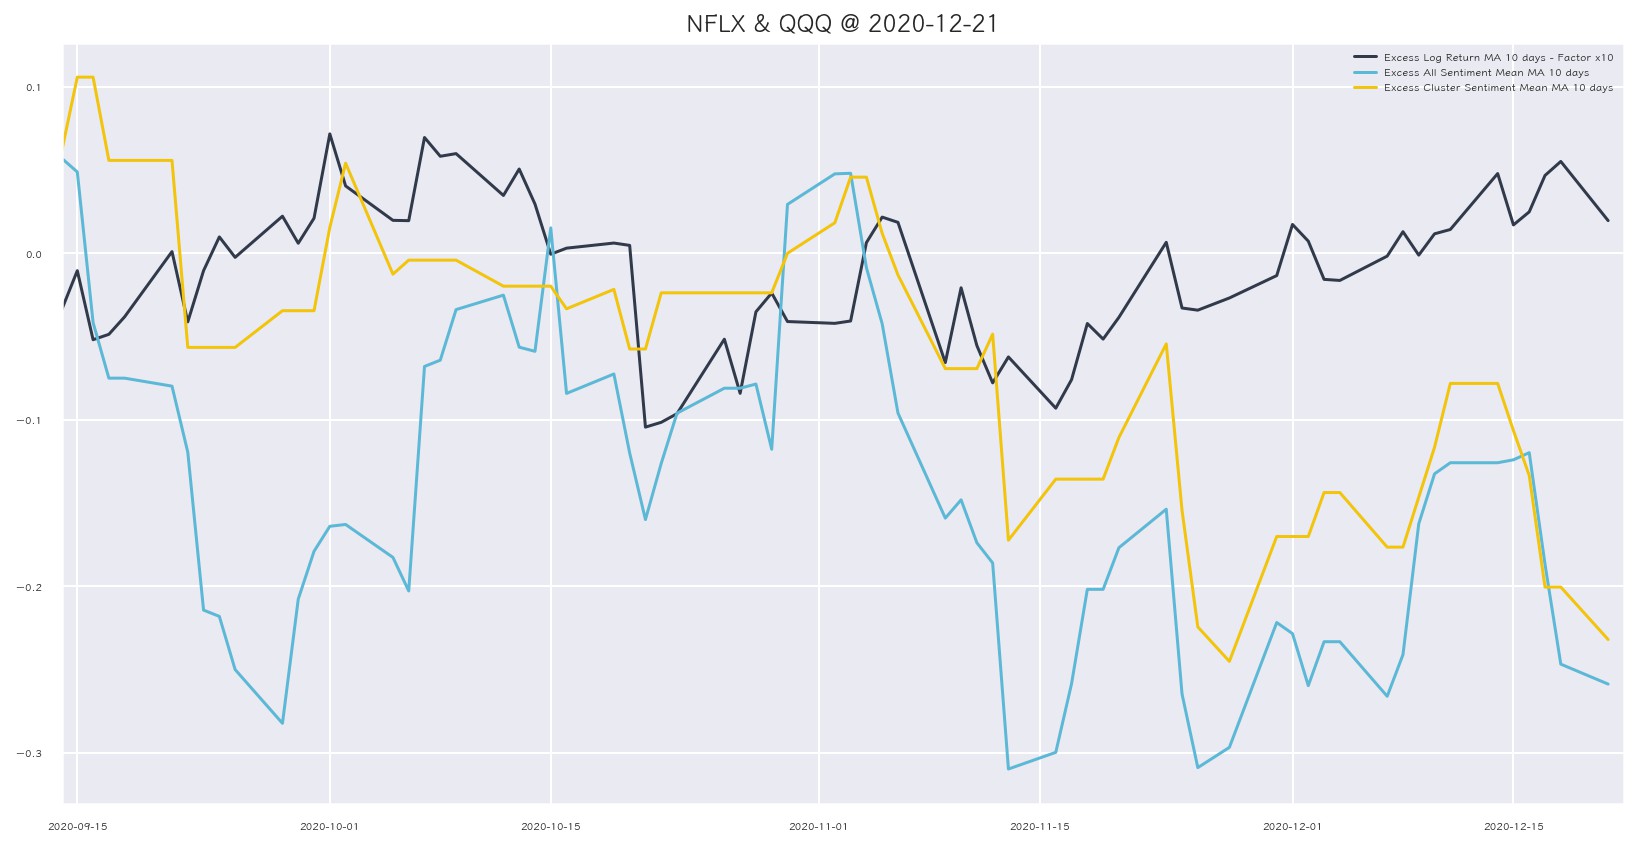 NFLX & QQQ @ 2020-12-21
Excess Log Return MA 10 days - Factor x10
Excess All Sentiment Mean MA 10 days
Excess Cluster Sentiment Mean MA 10 days
0.1
0.0
−0.1
−0.2
−0.3
2020-09-15 2020-10-01 2020-10-15 2020-11-01 2020-11-15 2020-12-01 2020-12-15